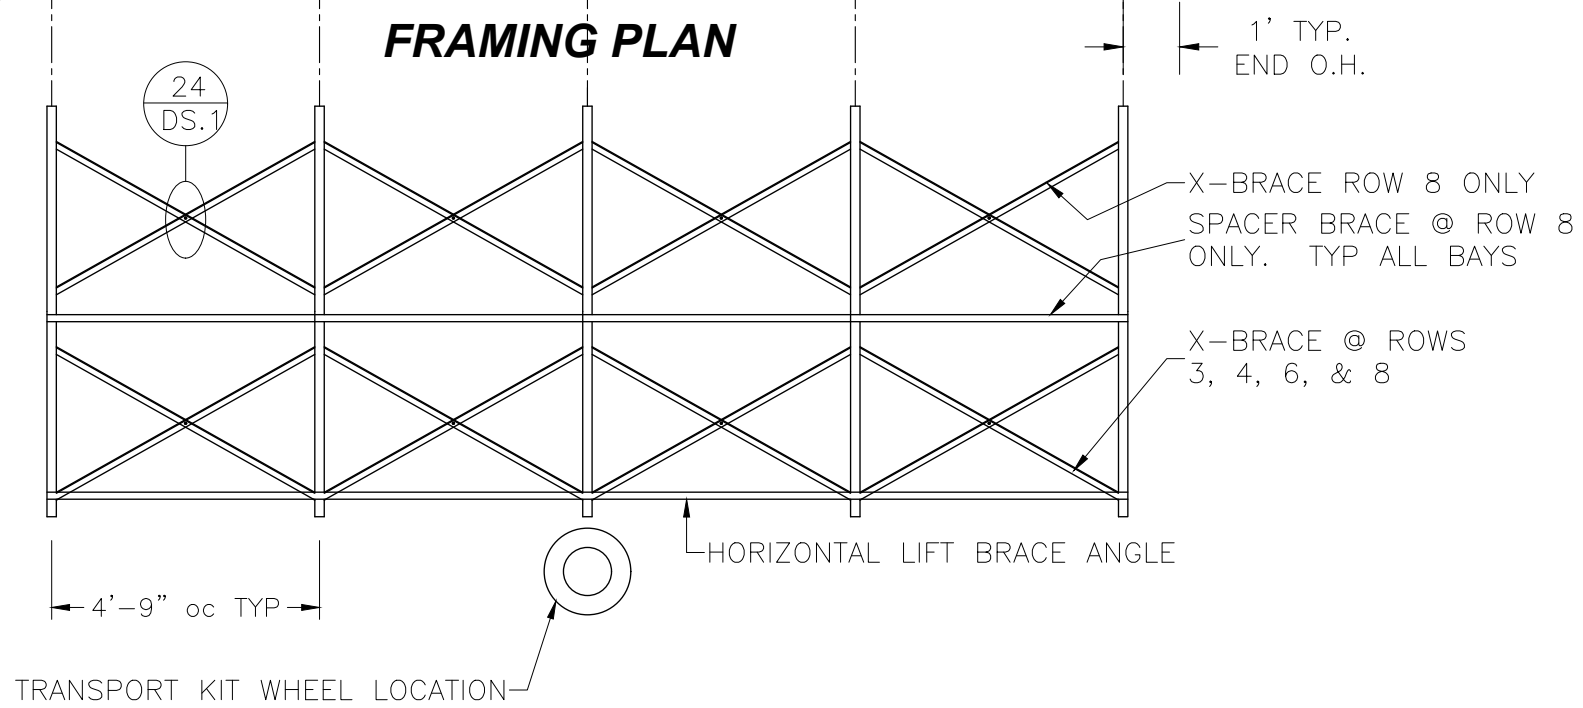 FRAMING PLAN
1' TYP.
END O.H.
24
DS.1
X-BRACE ROW 8 ONLY
SPACER BRACE @ ROW 8
ONLY. TYP ALL BAYS
X-BRACE @ ROWS
3, 4, 6, & 8
HORIZONTAL LIFT BRACE ANGLE
4'-9" oc TYP
TRANSPORT KIT WHEEL LOCATION